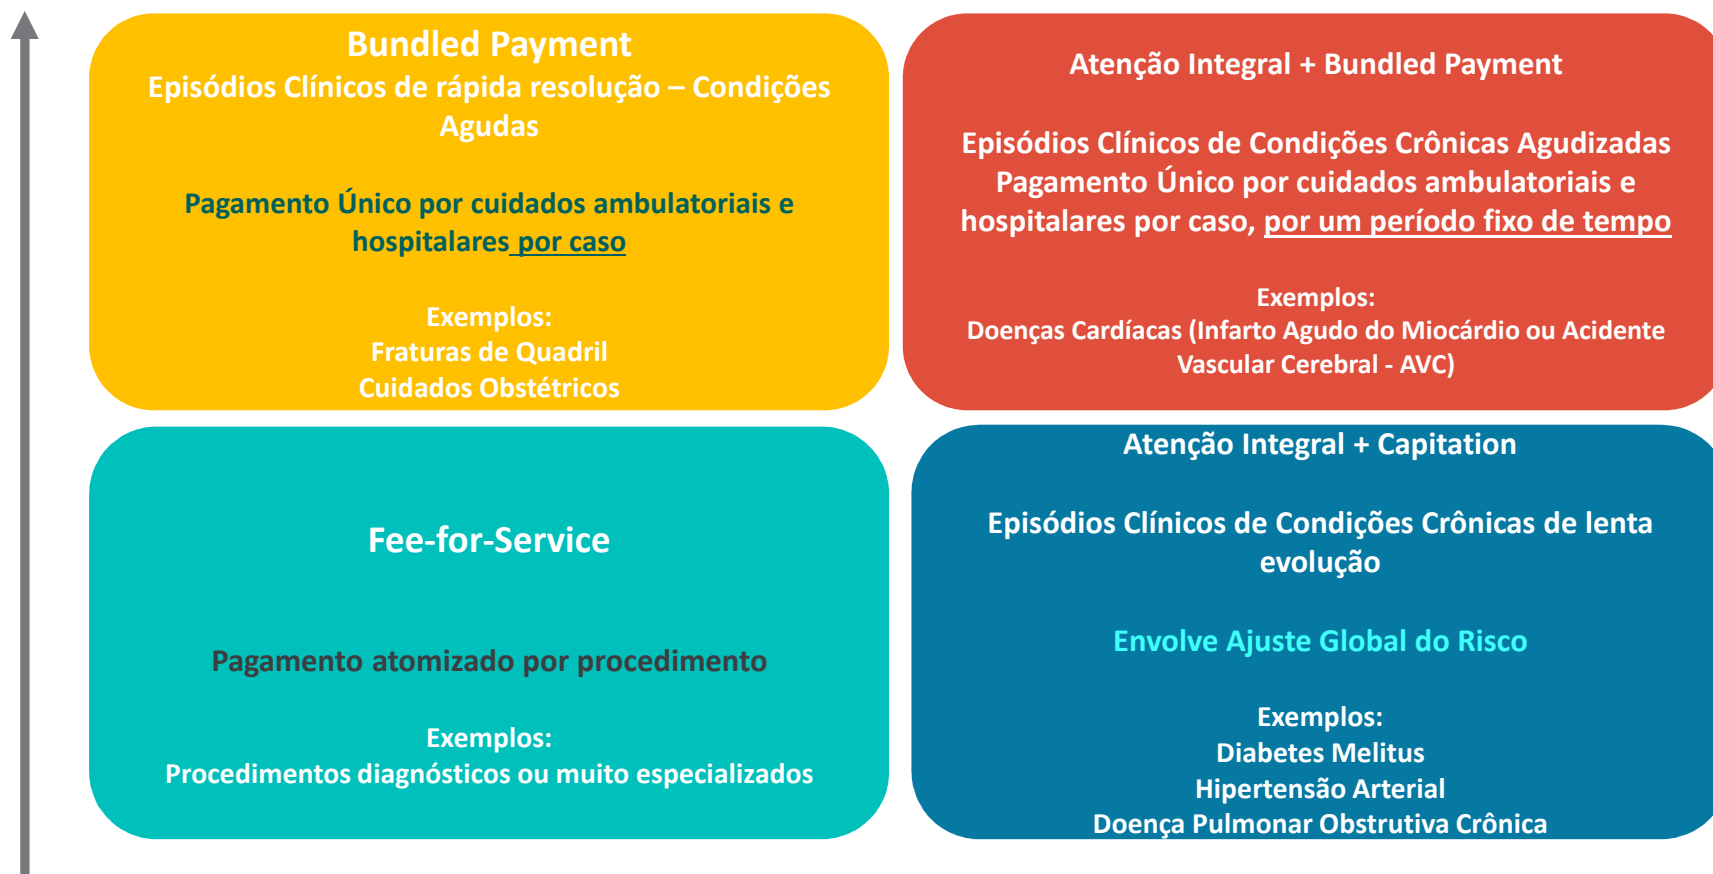 Bundled Payment
Episódios Clínicos de rápida resolução – Condições
Agudas
Pagamento Único por cuidados ambulatoriais e
hospitalares por caso
Exemplos:
Fraturas de Quadril
Cuidados Obstétricos
Atenção Integral + Bundled Payment
Episódios Clínicos de Condições Crônicas Agudizadas
Pagamento Único por cuidados ambulatoriais e
hospitalares por caso, por um período fixo de tempo
Exemplos:
Doenças Cardíacas (Infarto Agudo do Miocárdio ou Acidente
Vascular Cerebral - AVC)
Fee-for-Service
Pagamento atomizado por procedimento
Exemplos:
Procedimentos diagnósticos ou muito especializados
Atenção Integral + Capitation
Episódios Clínicos de Condições Crônicas de lenta
evolução
Envolve Ajuste Global do Risco
Exemplos:
Diabetes Melitus
Hipertensão Arterial
Doença Pulmonar Obstrutiva Crônica